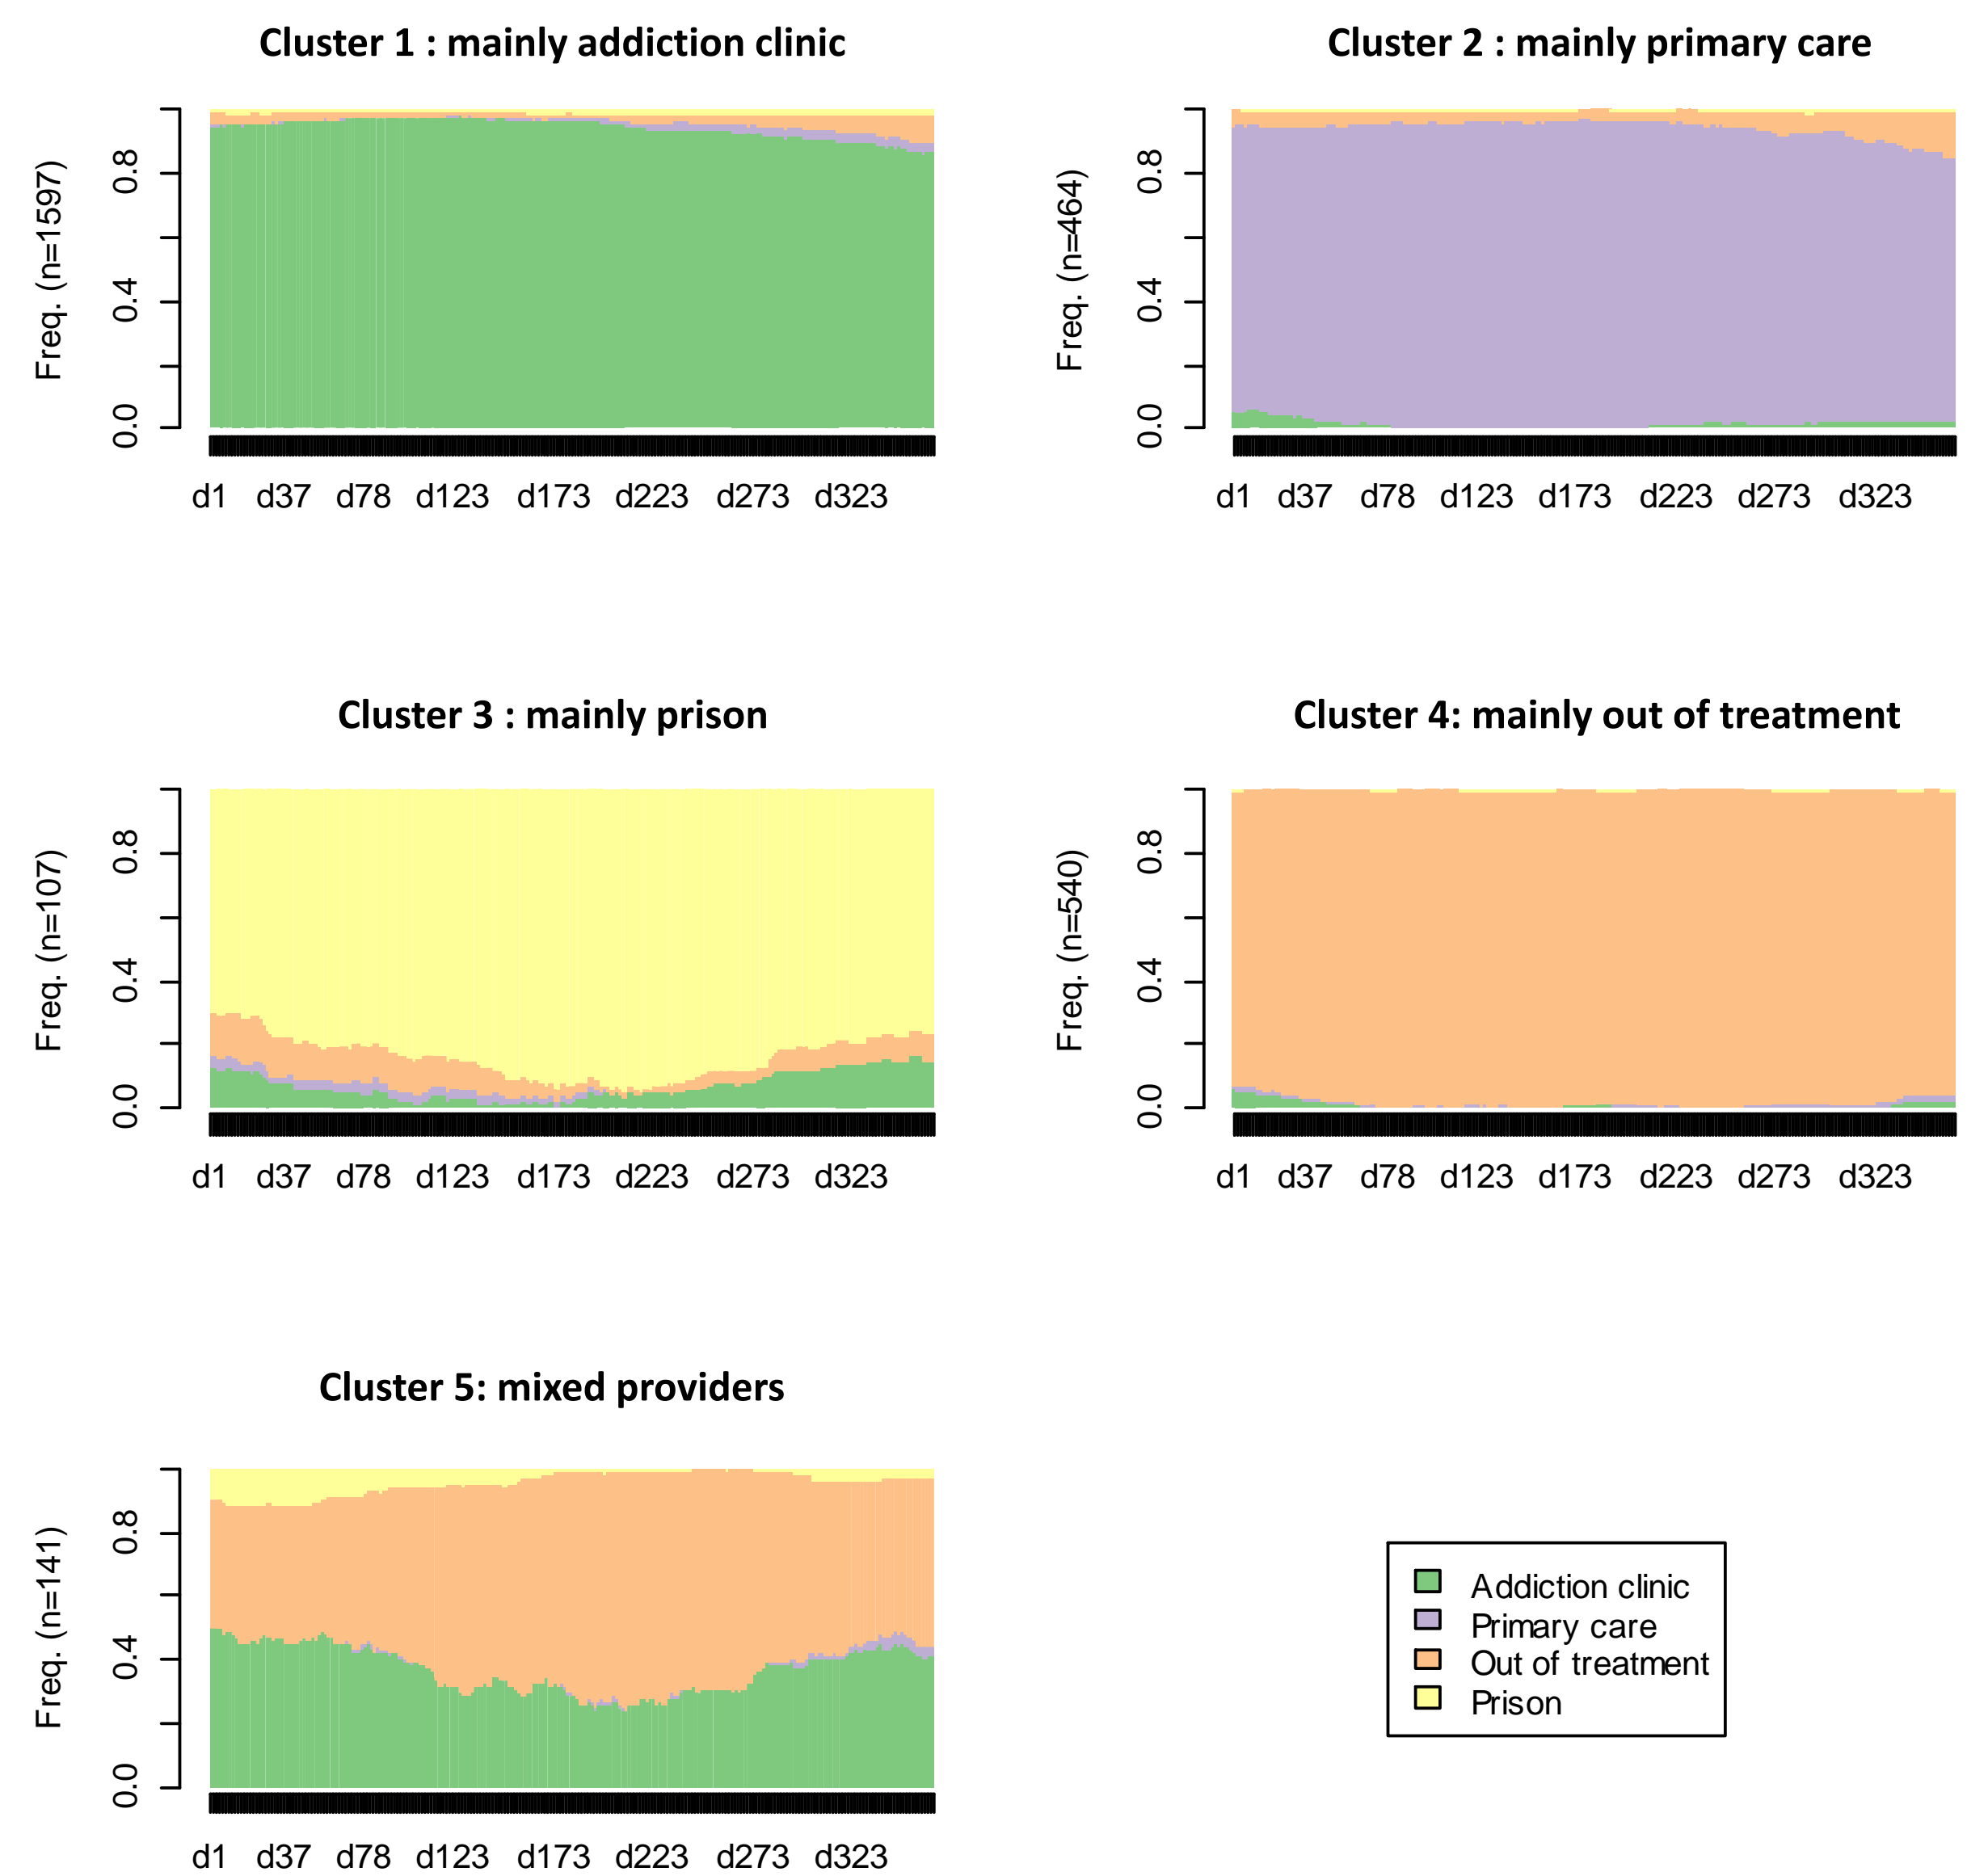 Cluster 1 : mainly addiction clinic
Freq. (n=1597)
0.0 0.4 0.8
d1 d37 d78 d123 d173 d223 d273 d323
Cluster 2 : mainly primary care
Freq. (n=464)
0.0 0.4 0.8
d1 d37 d78 d123 d173 d223 d273 d323
Cluster 3 : mainly prison
Freq. (n=107)
0.0 0.4 0.8
d1 d37 d78 d123 d173 d223 d273 d323
Cluster 4: mainly out of treatment
Freq. (n=540)
0.0 0.4 0.8
d1 d37 d78 d123 d173 d223 d273 d323
Cluster 5: mixed providers
Freq. (n=141)
0.0 0.4 0.8
d1 d37 d78 d123 d173 d223 d273 d323
Addiction clinic
Primary care
Out of treatment
Prison